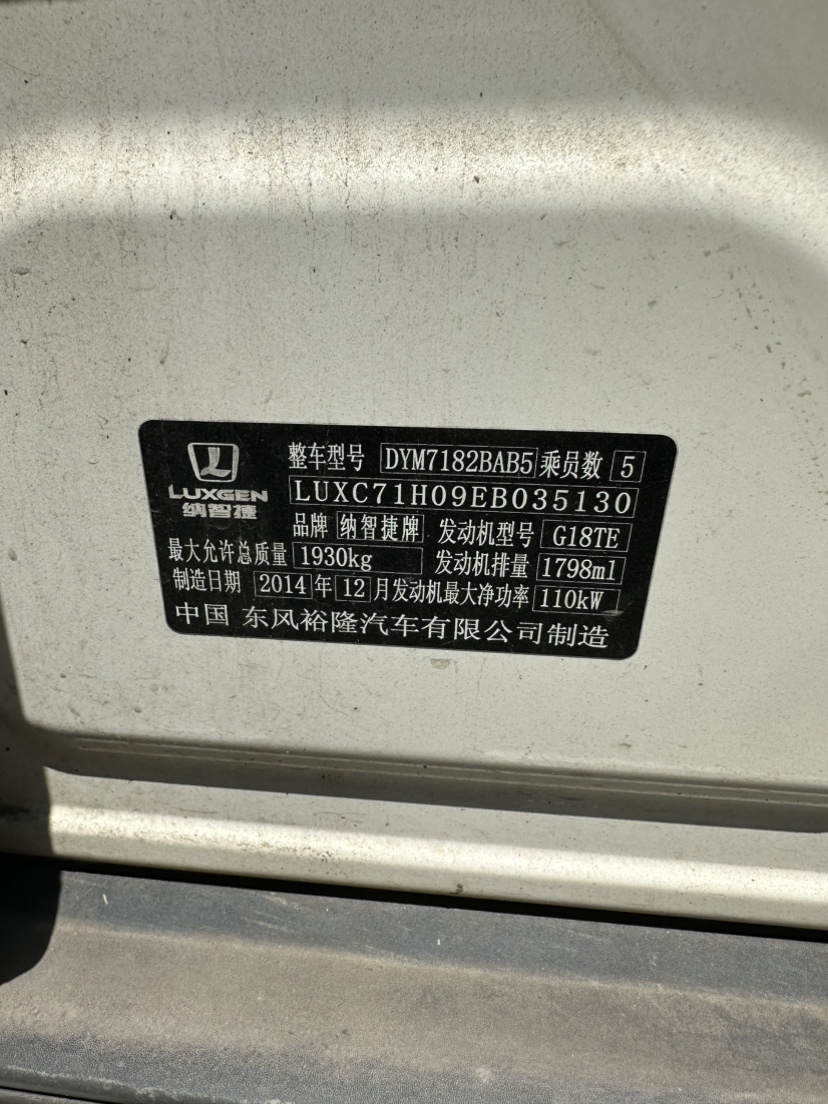 整车型号 DYM7182BAB5 乘员数 5
LUXGEN
纳智捷
LUXC71H09EB035130
品牌 纳智捷牌 发动机型号 G18TE
最大允许总质量 1930kg 发动机排量 1798ml
制造日期 2014 年 12 月 发动机最大净功率 110kW
中国 东风裕隆汽车有限公司制造